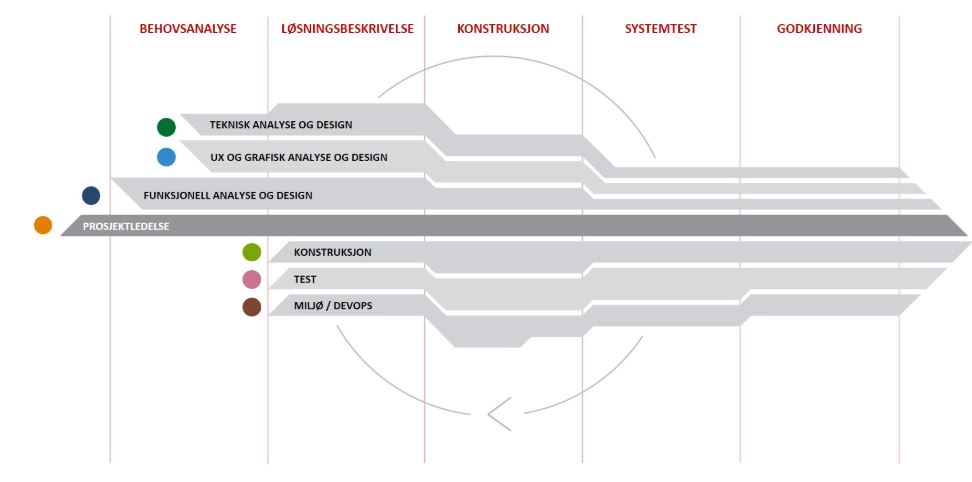 BEHOVSANALYSE
LØSNINGSBESKRIVELSE
KONSTRUKSJON
SYSTEMTEST
GODKJENNING
TEKNISK ANALYSE OG DESIGN
UX OG GRAFISK ANALYSE OG DESIGN
FUNKSJONELL ANALYSE OG DESIGN
PROSJEKTLEDELSE
KONSTRUKSJON
TEST
MILJØ / DEVOPS